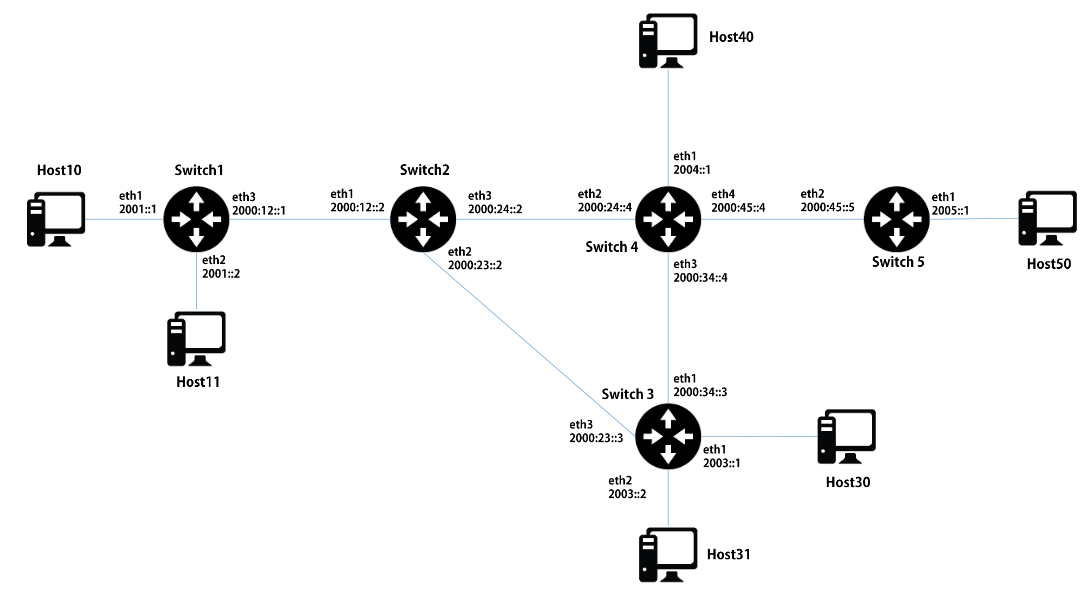 Host40
eth1
2004::1
Host10
Switch1
Switch2
eth1
2001::1
eth3
2000:12::1
eth1
2000:12::2
eth3
2000:24::2
eth2
2000:24::4
eth4
2000:45::4
eth2
2000:45::5
eth1
2005::1
Switch 4
Switch 5
Host50
eth2
2001::2
eth2
2000:23::2
eth3
2000:34::4
Host11
eth1
2000:34::3
Switch 3
eth3
2000:23::3
eth1
2003::1
Host30
eth2
2003::2
Host31